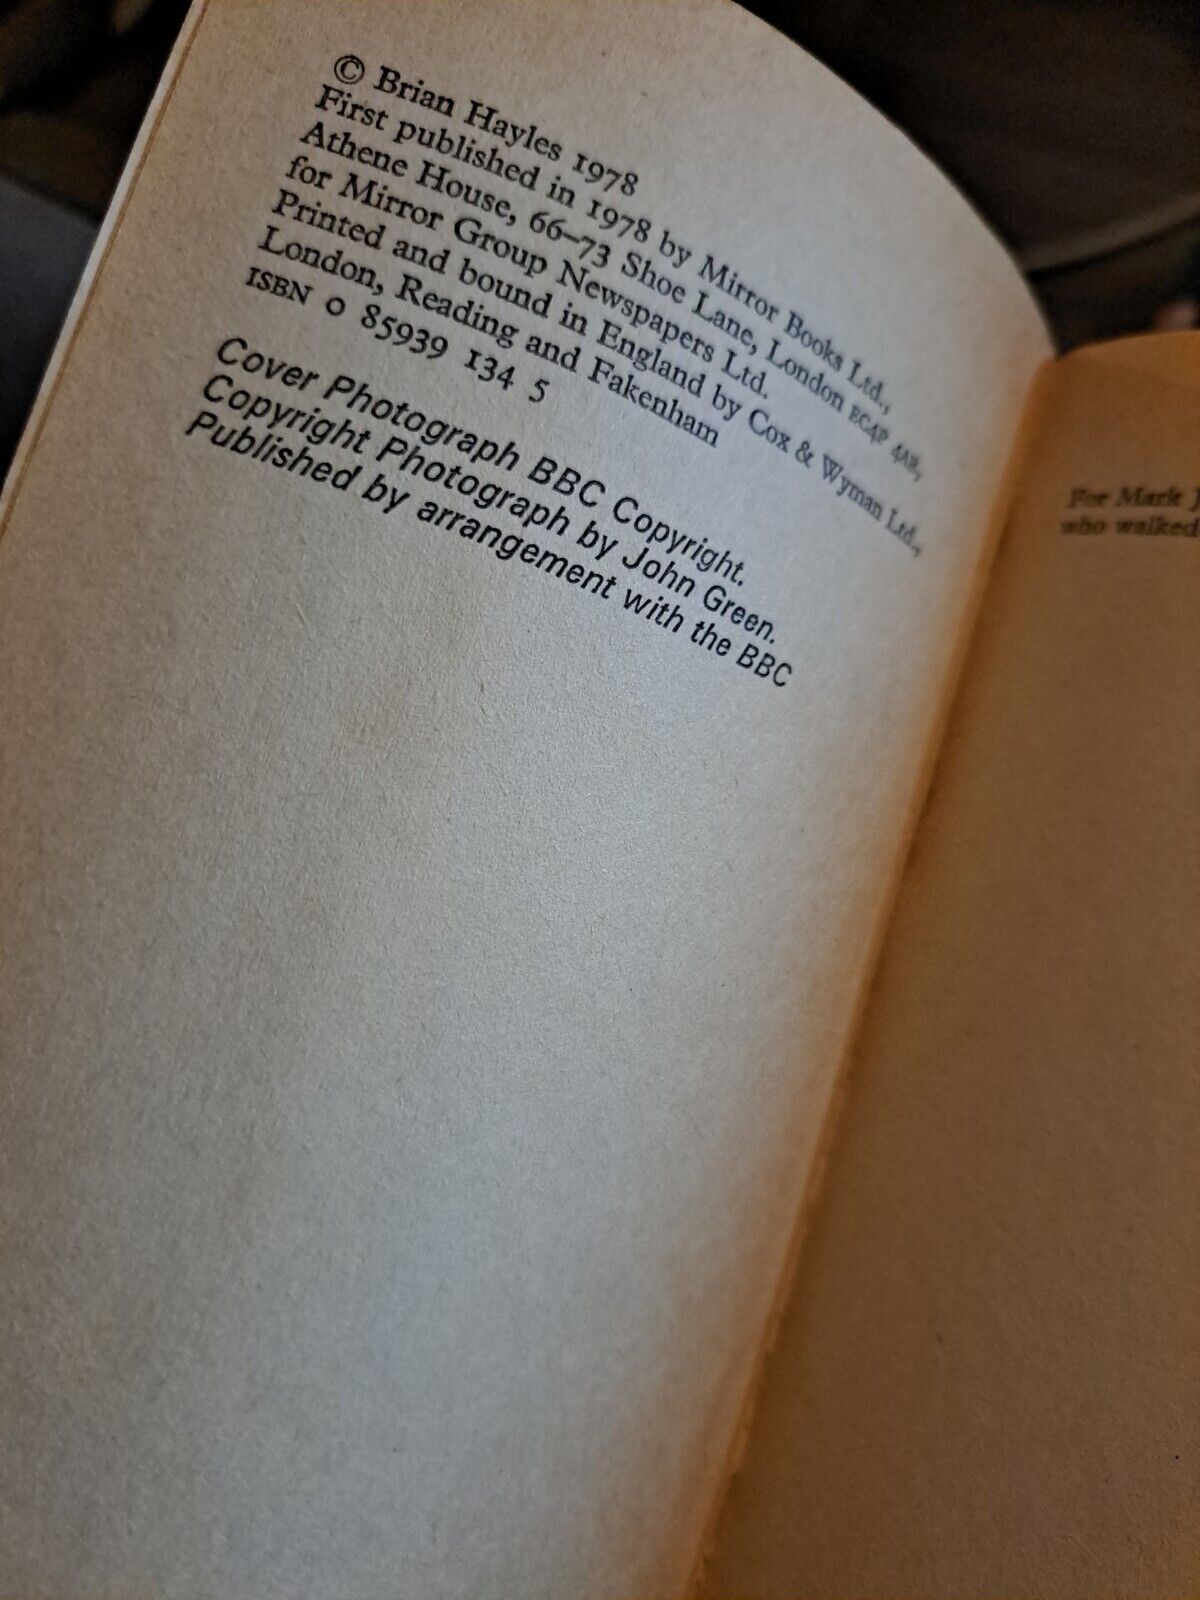 © Brian Hayles 1978
First published in 1978 by Mirror Books Ltd.,
Athene House, 66–73 Shoe Lane, London EC4P 4AB,
for Mirror Group Newspapers Ltd.
Printed and bound in England by Cox & Wyman Ltd.,
London, Reading and Fakenham
ISBN 0 85939 134 5
Cover Photograph BBC Copyright.
Copyright Photograph by John Green.
Published by arrangement with the BBC
For Mark
who walked